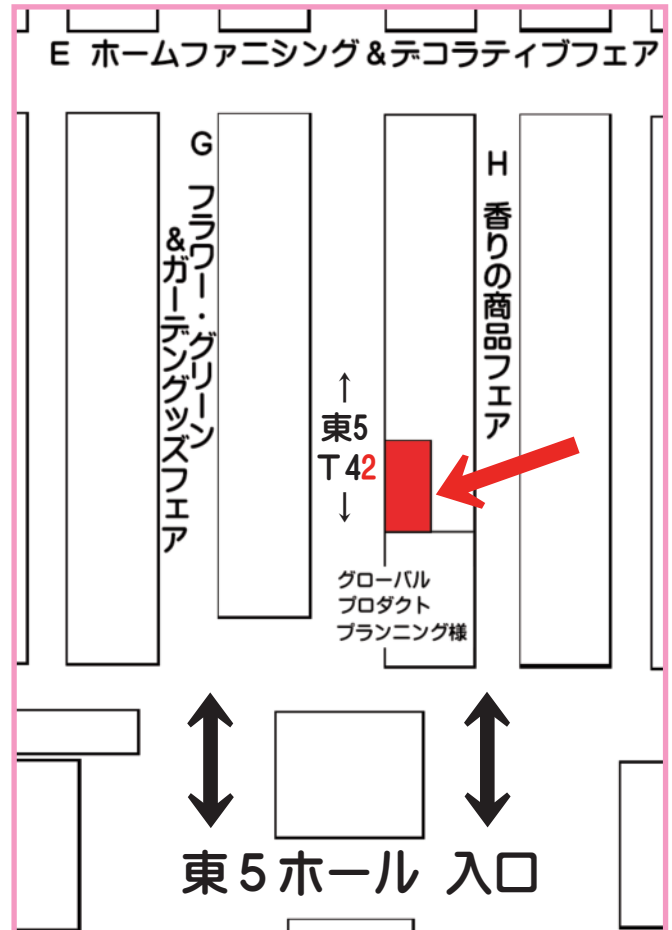 E ホームファニシング&デコラティブフェア
G フラワー・グリーン
&ガーデングッズフェア
H 香りの商品フェア
↑
東5
T42
↓
グローバル
プロダクト
プランニング様
東5ホール 入口